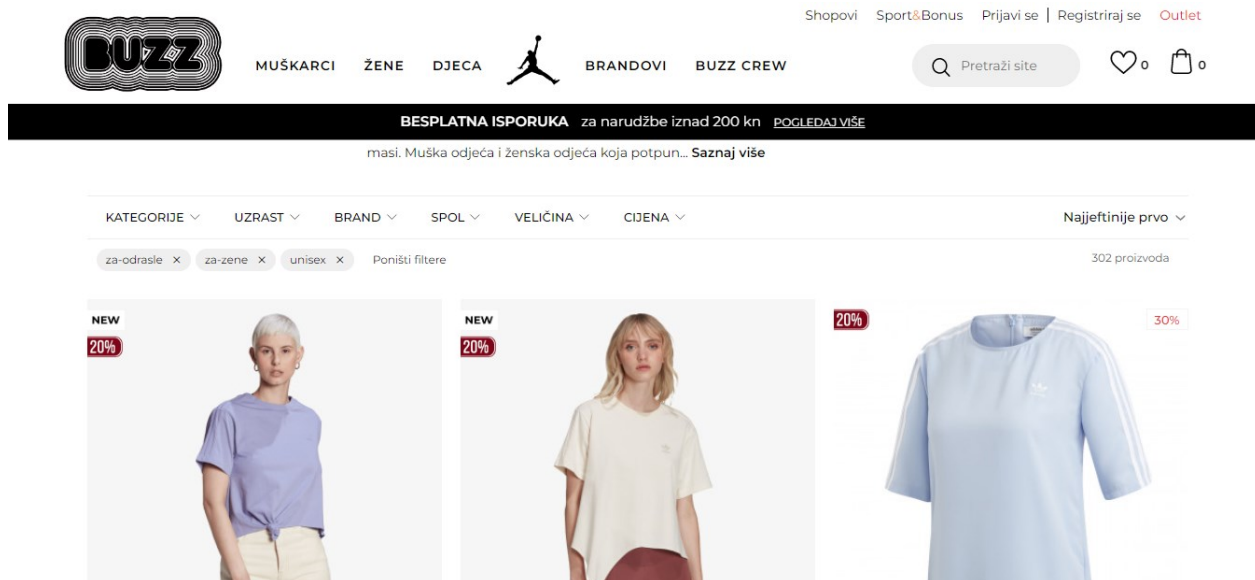 Shopovi Sport&Bonus Prijavi se | Registriraj se Outlet
BUZZ
MUŠKARCI ŽENE DJECA BRANDOVI BUZZ CREW
Pretraži site
0 0
BESPLATNA ISPORUKA za narudžbe iznad 200 kn POGLEDAJ VIŠE
masi. Muška odjeća i ženska odjeća koja potpun... Saznaj više
KATEGORIJE UZRAST BRAND SPOL VELIČINA CIJENA Najjeftinije prvo
za-odrasle × za-zene × unisex × Poništi filtere 302 proizvoda
NEW NEW 20% 30%
20% 20%